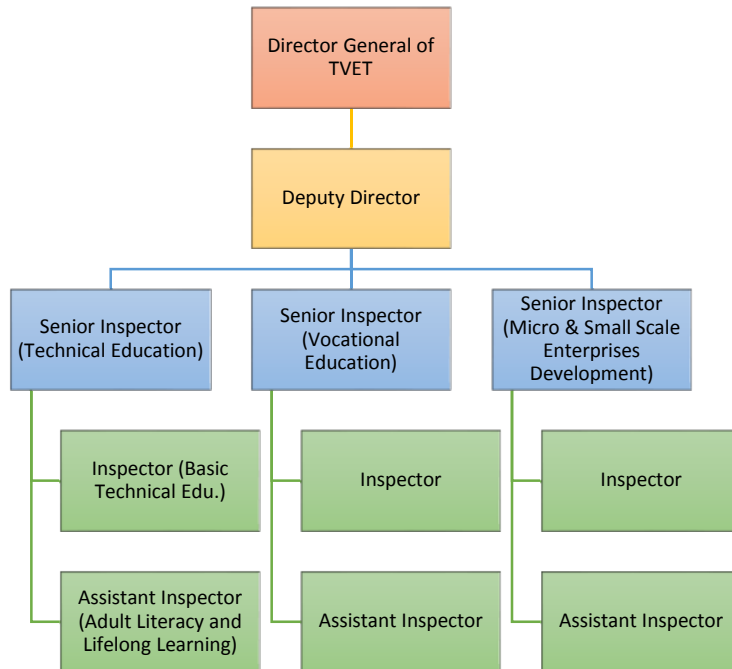 Director General of
TVET
Deputy Director
Senior Inspector
(Technical Education)
Senior Inspector
(Vocational
Education)
Senior Inspector
(Micro & Small Scale
Enterprises
Development)
Inspector (Basic
Technical Edu.)
Inspector
Inspector
Assistant Inspector
(Adult Literacy and
Lifelong Learning)
Assistant Inspector
Assistant Inspector